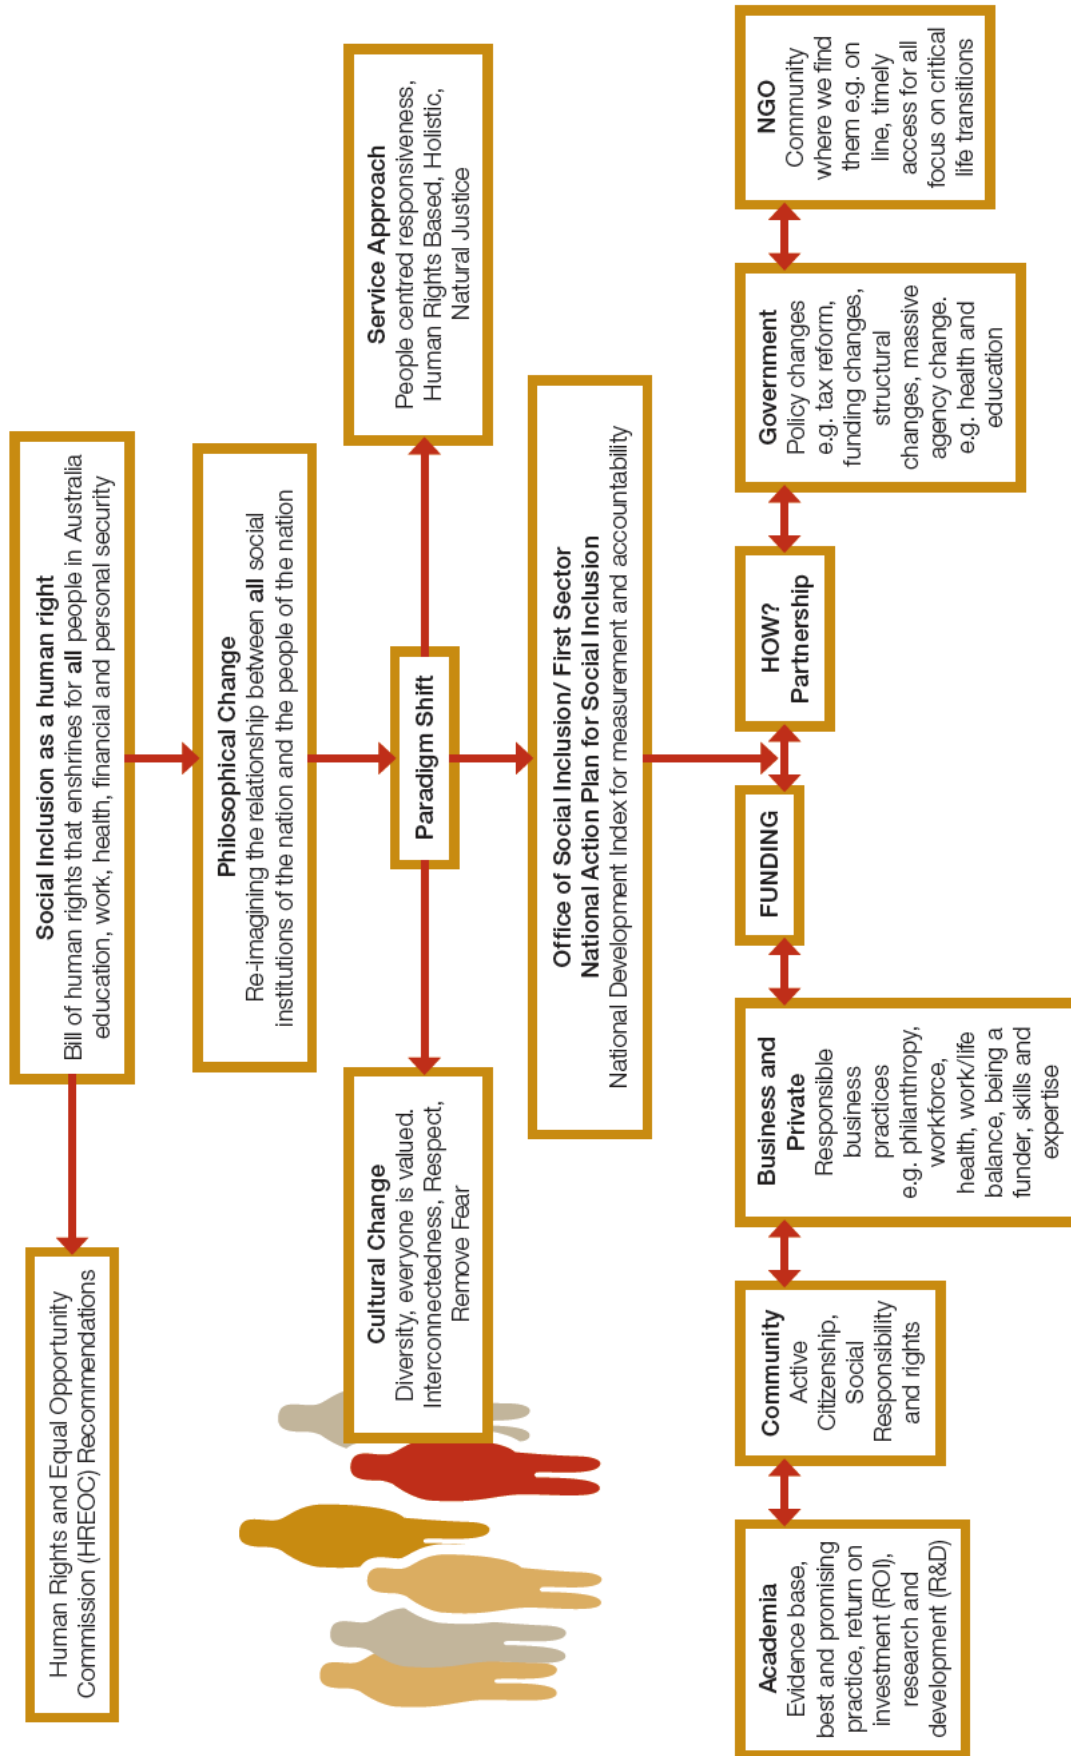 Social Inclusion as a human right
Bill of human rights that enshrines for all people in Australia
education, work, health, financial and personal security
Human Rights and Equal Opportunity
Commission (HREOC) Recommendations
Philosophical Change
Re-imagining the relationship between all social
institutions of the nation and the people of the nation
Cultural Change
Diversity, everyone is valued.
Interconnectedness, Respect,
Remove Fear
Paradigm Shift
Service Approach
People centred responsiveness,
Human Rights Based, Holistic,
Natural Justice
Office of Social Inclusion/ First Sector
National Action Plan for Social Inclusion
National Development Index for measurement and accountability
Academia
Evidence base,
best and promising
practice, return on
investment (ROI),
research and
development (R&D)
Community
Active
Citizenship,
Social
Responsibility
and rights
Business and
Private
Responsible
business
practices
e.g. philanthropy,
workforce,
health, work/life
balance, being a
funder, skills and
expertise
FUNDING
HOW?
Partnership
Government
Policy changes
e.g. tax reform,
funding changes,
structural
changes, massive
agency change.
e.g. health and
education
NGO
Community
where we find
them e.g. on
line, timely
access for all
focus on critical
life transitions